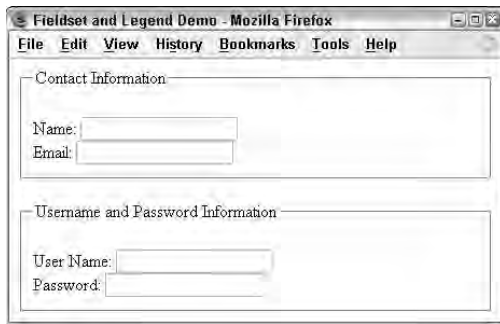 Fieldset and Legend Demo - Mozilla Firefox
File Edit View History Bookmarks Tools Help
Contact Information
Name:
Email:
Username and Password Information
User Name:
Password: